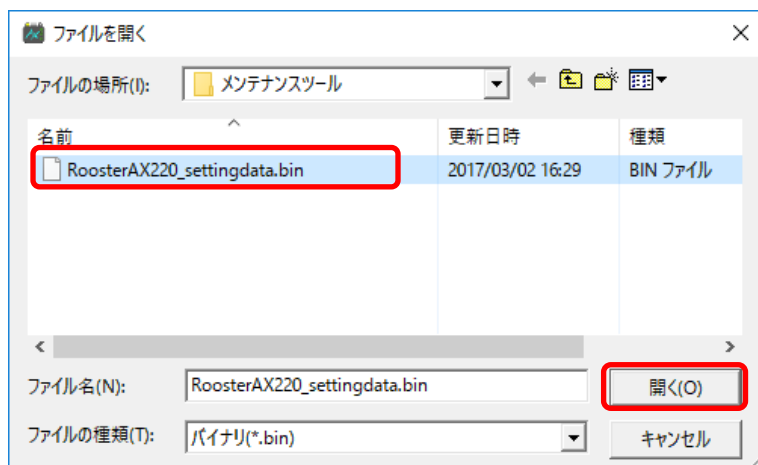 ファイルを開く
ファイルの場所(I): メンテナンスツール
名前 更新日時 種類
RoosterAX220_settingdata.bin 2017/03/02 16:29 BIN ファイル
ファイル名(N): RoosterAX220_settingdata.bin 開く(O)
ファイルの種類(T): バイナリ(*.bin) キャンセル